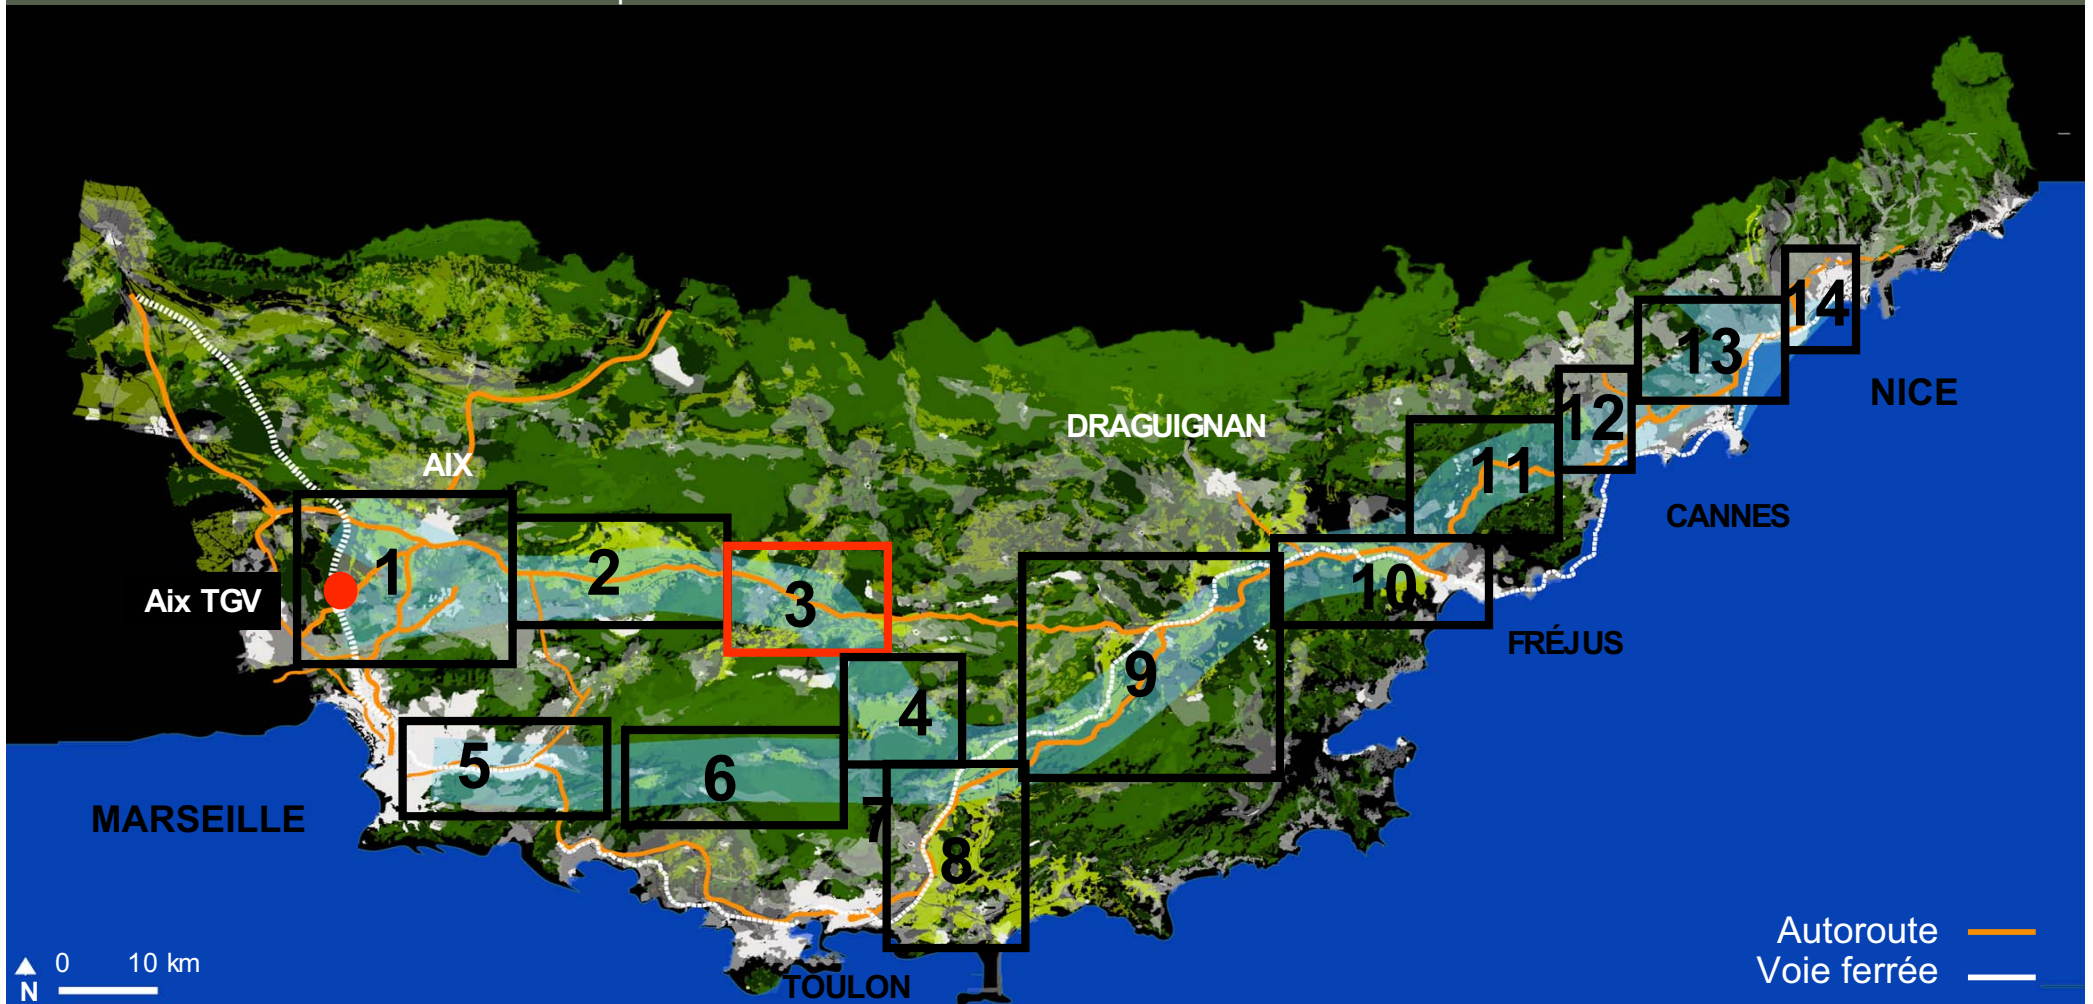 14
13
NICE
12
DRAGUIGNAN
11
AIX
CANNES
1
2
3
10
Aix TGV
FRÉJUS
9
4
5
6
7
MARSEILLE
8
Autoroute
0 10 km
Voie ferrée
N
TOULON